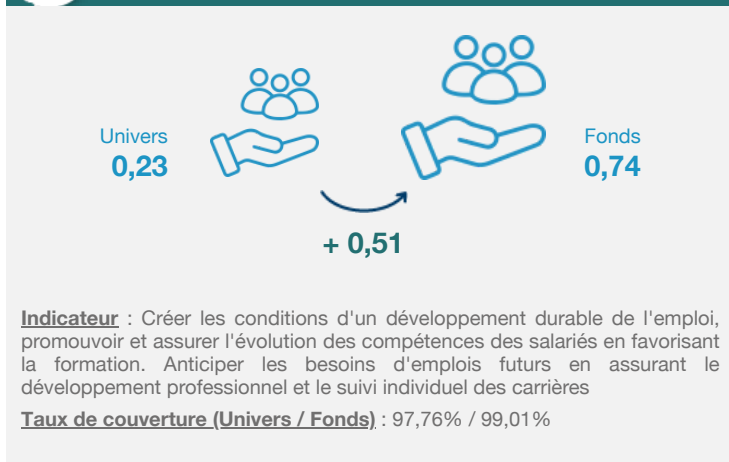 Univers
0,23
Fonds
0,74
+ 0,51
Indicateur : Créer les conditions d'un développement durable de l'emploi,
promouvoir et assurer l'évolution des compétences des salariés en favorisant
la formation. Anticiper les besoins d'emplois futurs en assurant le
développement professionnel et le suivi individuel des carrières
Taux de couverture (Univers / Fonds) : 97,76% / 99,01%